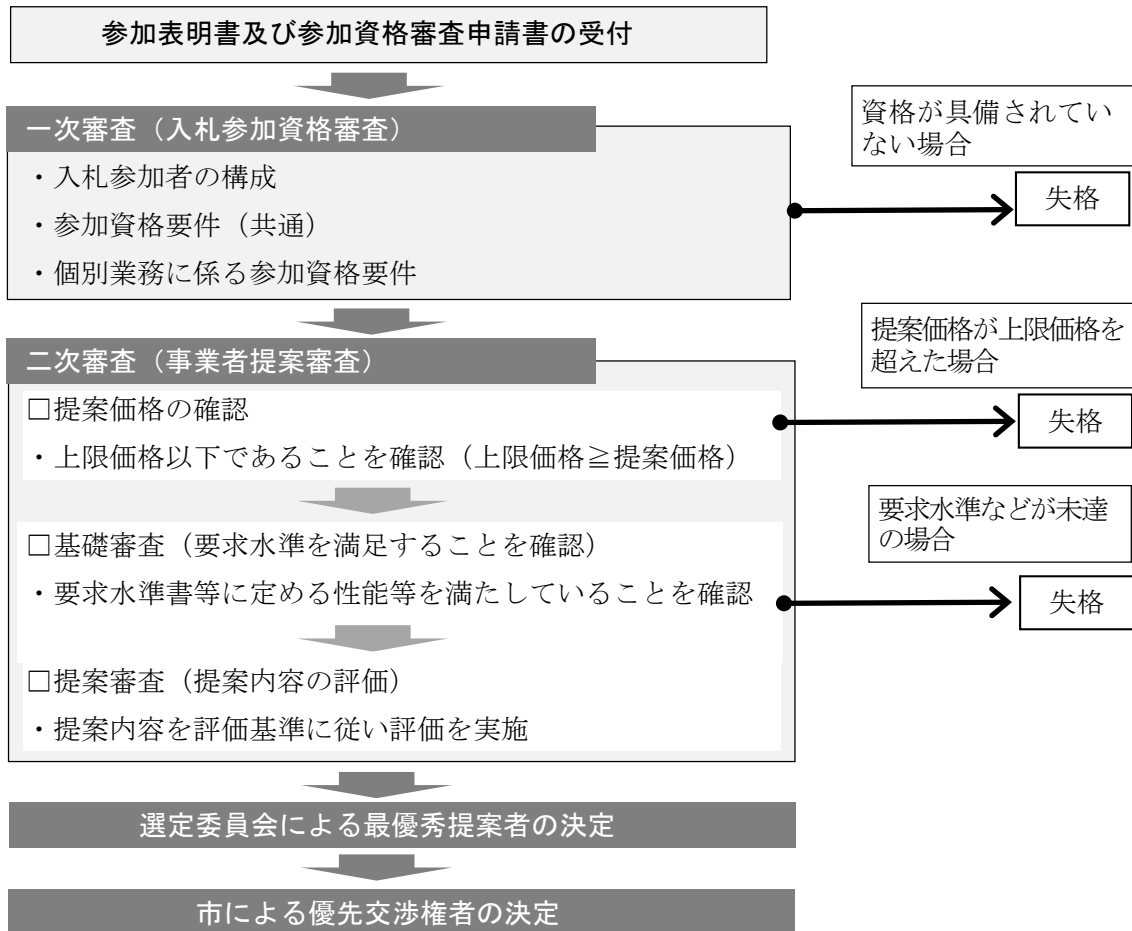 参加表明書及び参加資格審査申請書の受付
一次審査（入札参加資格審査）
・入札参加者の構成
・参加資格要件（共通）
・個別業務に係る参加資格要件
資格が具備されてい
ない場合
失格
二次審査（事業者提案審査）
□提案価格の確認
・上限価格以下であることを確認（上限価格≧提案価格）
提案価格が上限価格を
超えた場合
失格
□基礎審査（要求水準を満足することを確認）
・要求水準書等に定める性能等を満たしていることを確認
要求水準などが未達
の場合
失格
□提案審査（提案内容の評価）
・提案内容を評価基準に従い評価を実施
選定委員会による最優秀提案者の決定
市による優先交渉権者の決定